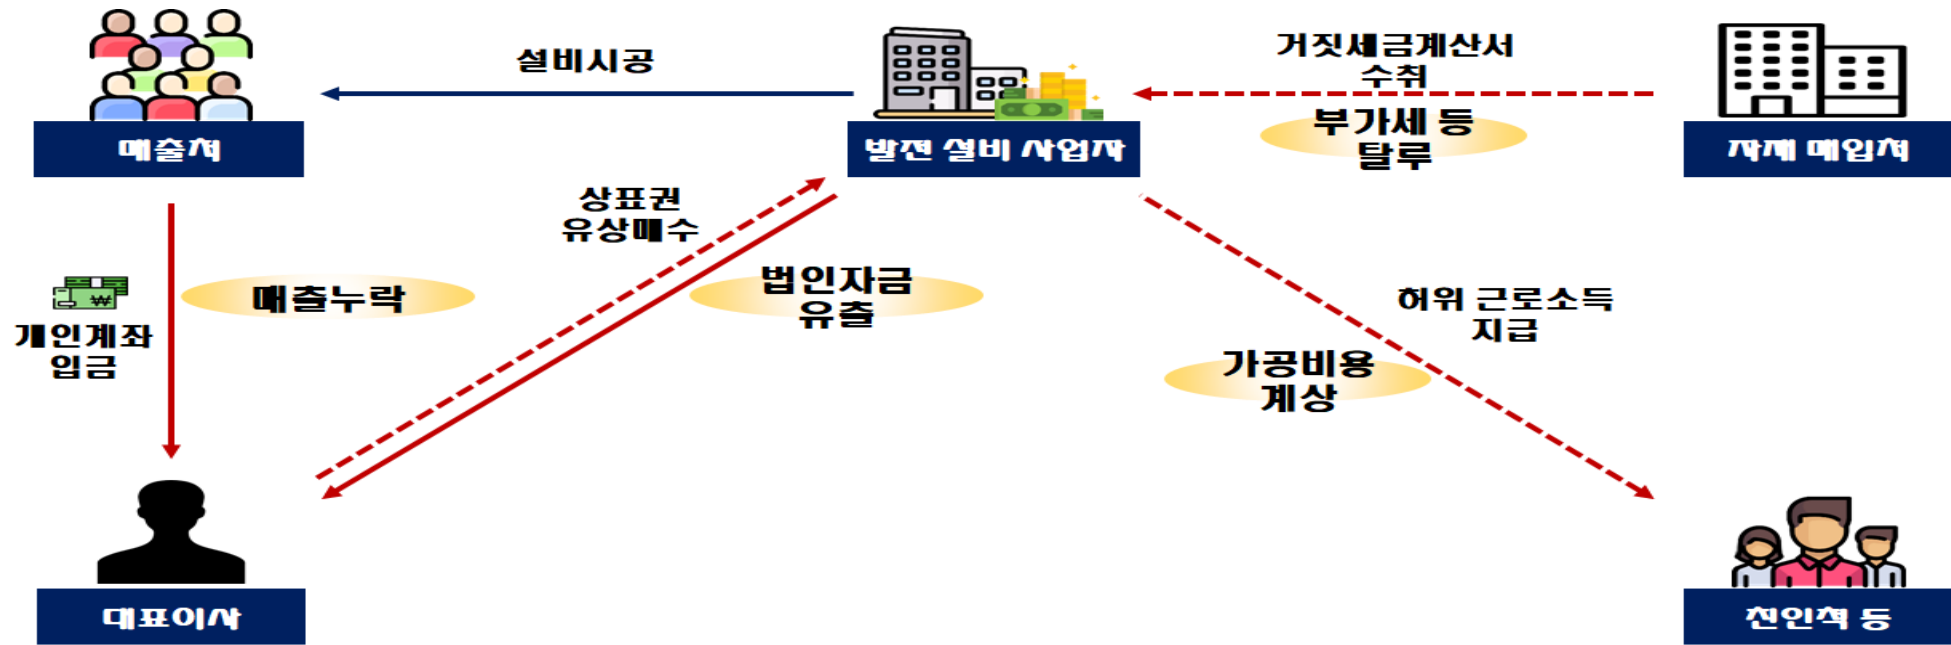 설비시공
거짓세금계산서
수취
부가세 등
탈루
매출처
발전 설비 사업자
자재 매입처
상표권
유상매수
매출누락
법인자금
유출
개인계좌
입금
허위 근로소득
지급
가공비용
계상
대표이사
친인척 등